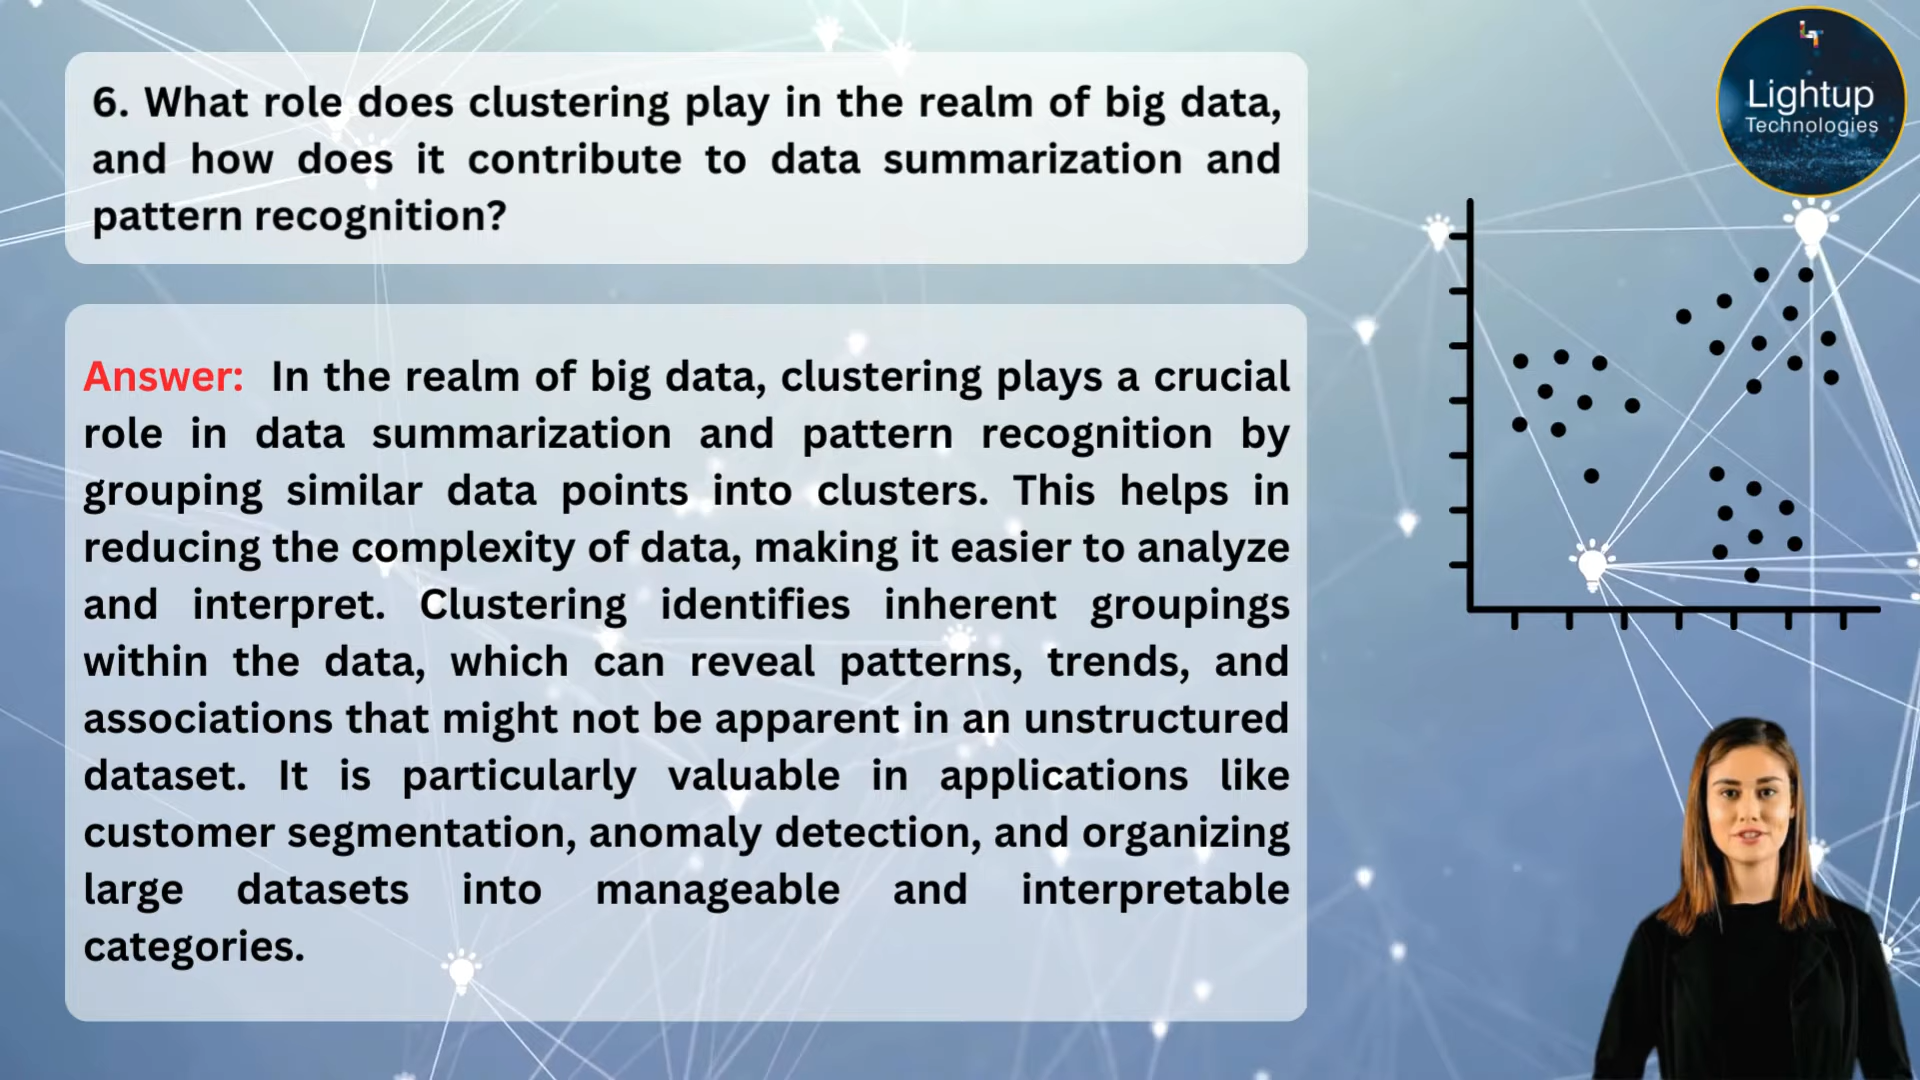 6. What role does clustering play in the realm of big data,
and how does it contribute to data summarization and
pattern recognition?
Lightup
Technologies
Answer: In the realm of big data, clustering plays a crucial
role in data summarization and pattern recognition by
grouping similar data points into clusters. This helps in
reducing the complexity of data, making it easier to analyze
and interpret. Clustering identifies inherent groupings
within the data, which can reveal patterns, trends, and
associations that might not be apparent in an unstructured
dataset. It is particularly valuable in applications like
customer segmentation, anomaly detection, and organizing
large datasets into manageable and interpretable
categories.